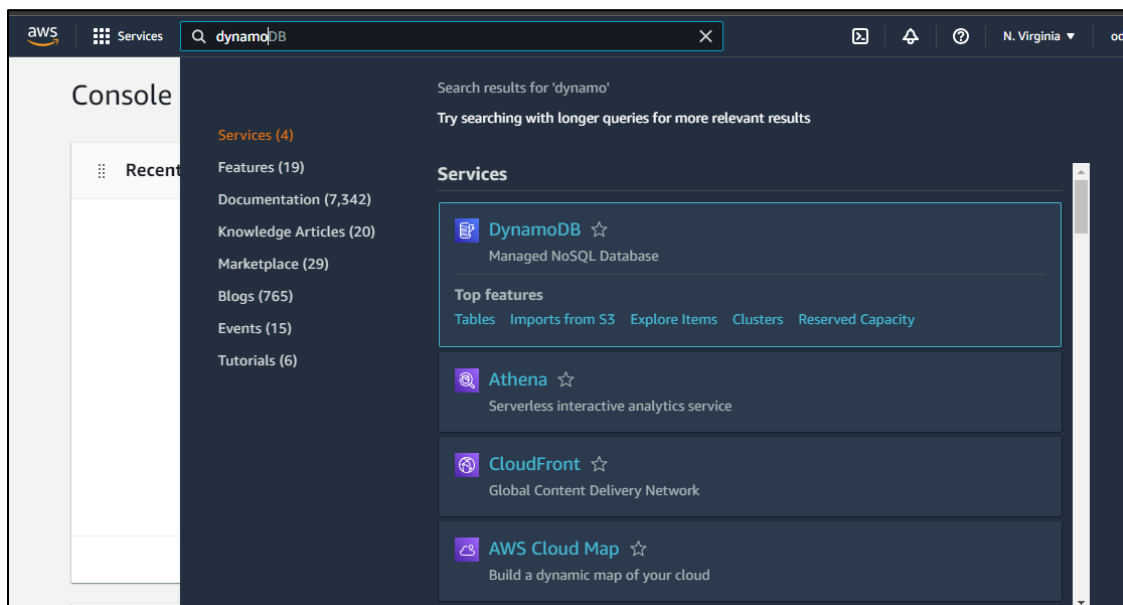 aws
Services
dynamoDB
N. Virginia
Console
Recent
Search results for 'dynamo'
Try searching with longer queries for more relevant results
Services (4)
Features (19)
Documentation (7,342)
Knowledge Articles (20)
Marketplace (29)
Blogs (765)
Events (15)
Tutorials (6)
Services
DynamoDB
Managed NoSQL Database
Top features
Tables Imports from S3 Explore Items Clusters Reserved Capacity
Athena
Serverless interactive analytics service
CloudFront
Global Content Delivery Network
AWS Cloud Map
Build a dynamic map of your cloud